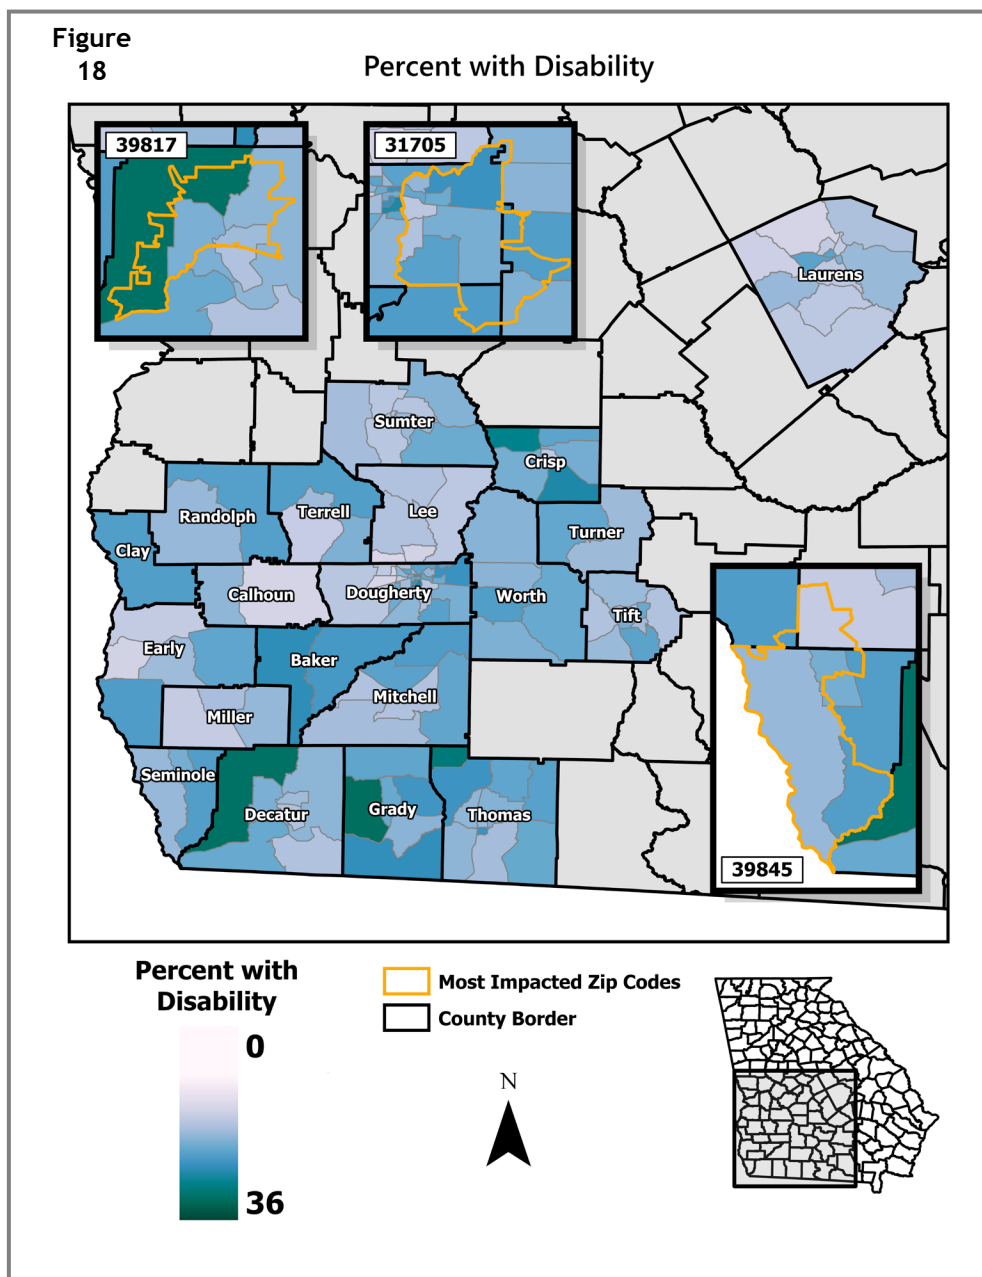 Figure
18
Percent with Disability
39817
31705
Laurens
Sumter
Crisp
Randolph
Terrell
Lee
Turner
Clay
Calhoun
Dougherty
Worth
Tift
Early
Baker
Mitchell
Miller
Seminole
Decatur
Grady
Thomas
39845
Percent with
Disability
0
36
Most Impacted Zip Codes
County Border
N